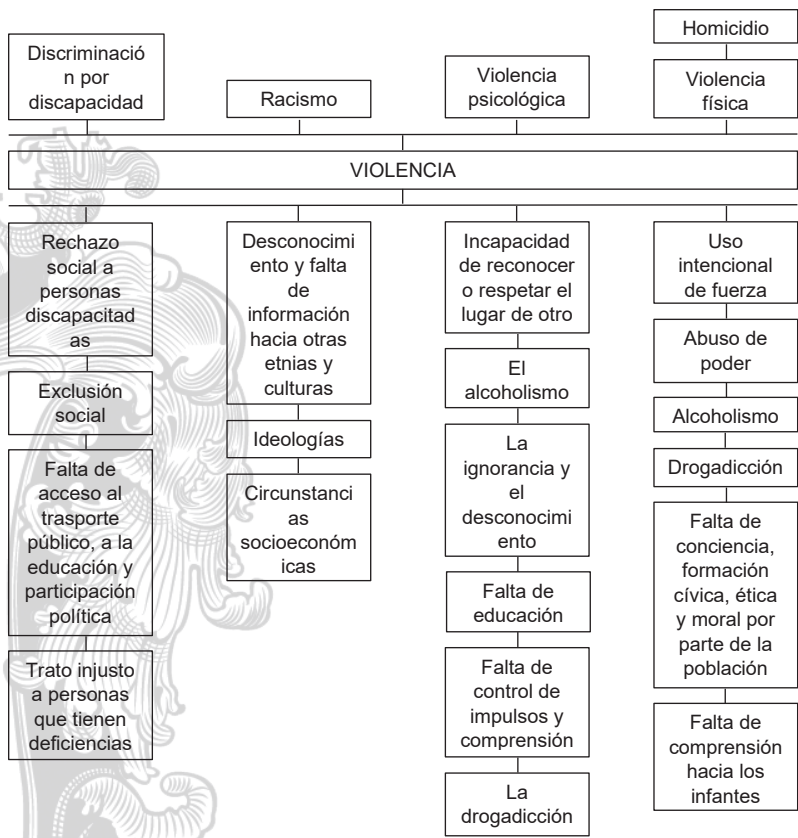 Homicidio
Discriminació
n por
discapacidad
Racismo
Violencia
psicológica
Violencia
física
VIOLENCIA
Rechazo
social a
personas
discapacitad
as
Exclusión
social
Falta de
acceso al
trasporte
público, a la
educación y
participación
política
Trato injusto
a personas
que tienen
deficiencias
Desconocimi
ento y falta
de
información
hacia otras
etnias y
culturas
Ideologías
Circunstanci
as
socioeconóm
icas
Incapacidad
de reconocer
o respetar el
lugar de otro
El
alcoholismo
La
ignorancia y
el
desconocimi
ento
Falta de
educación
Falta de
control de
impulsos y
comprensión
La
drogadicción
Uso
intencional
de fuerza
Abuso de
poder
Alcoholismo
Drogadicción
Falta de
conciencia,
formación
cívica, ética
y moral por
parte de la
población
Falta de
comprensión
hacia los
infantes